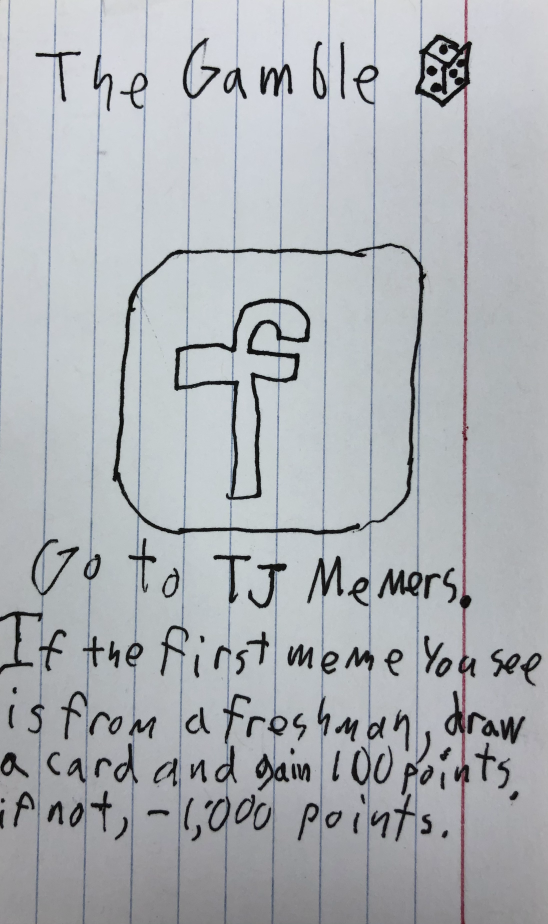 The Gamble
f
Go to TJ Memers.
If the first meme you see
is from a freshman, draw
a card and gain 100 points,
if not, -1,000 points.